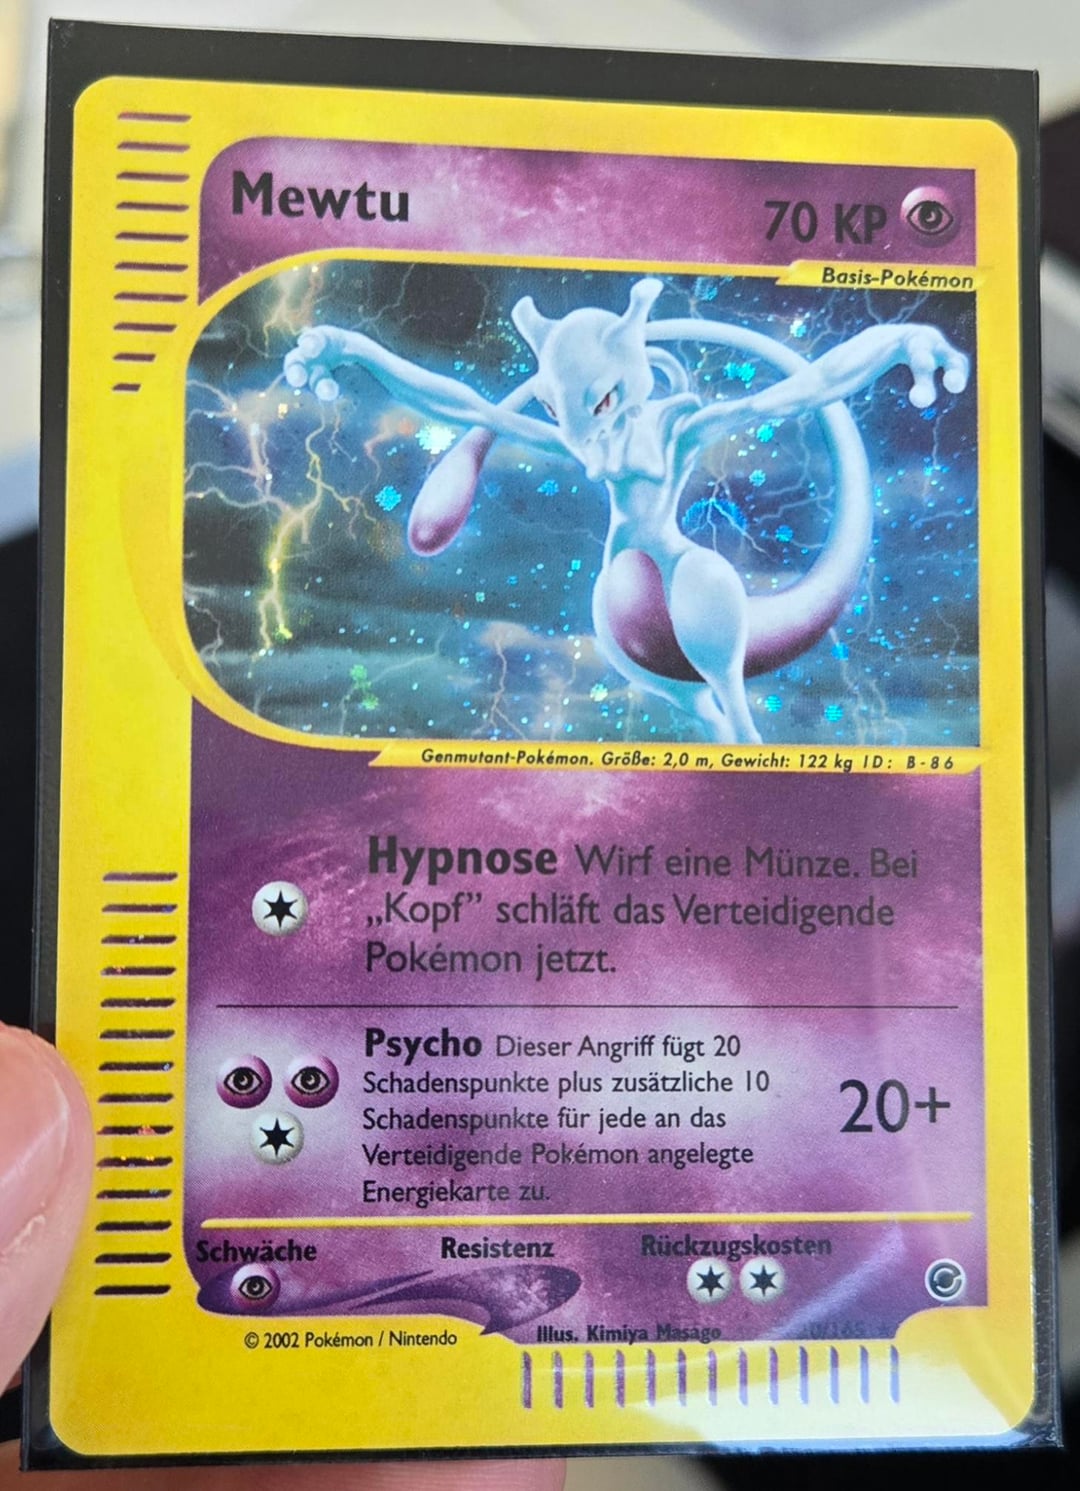 Mewtu
70 KP
Basis-Pokémon
Genmutant-Pokémon. Größe: 2,0 m, Gewicht: 122 kg ID: B-86
Hypnose Wirf eine Münze. Bei
„Kopf” schläft das Verteidigende
Pokémon jetzt.
Psycho Dieser Angriff fügt 20
Schadenspunkte plus zusätzliche 10
Schadenspunkte für jede an das
Verteidigende Pokémon angelegte
Energiekarte zu.
20+
Schwäche Resistenz Rückzugskosten
© 2002 Pokémon / Nintendo
Illus. Kimiya Masago